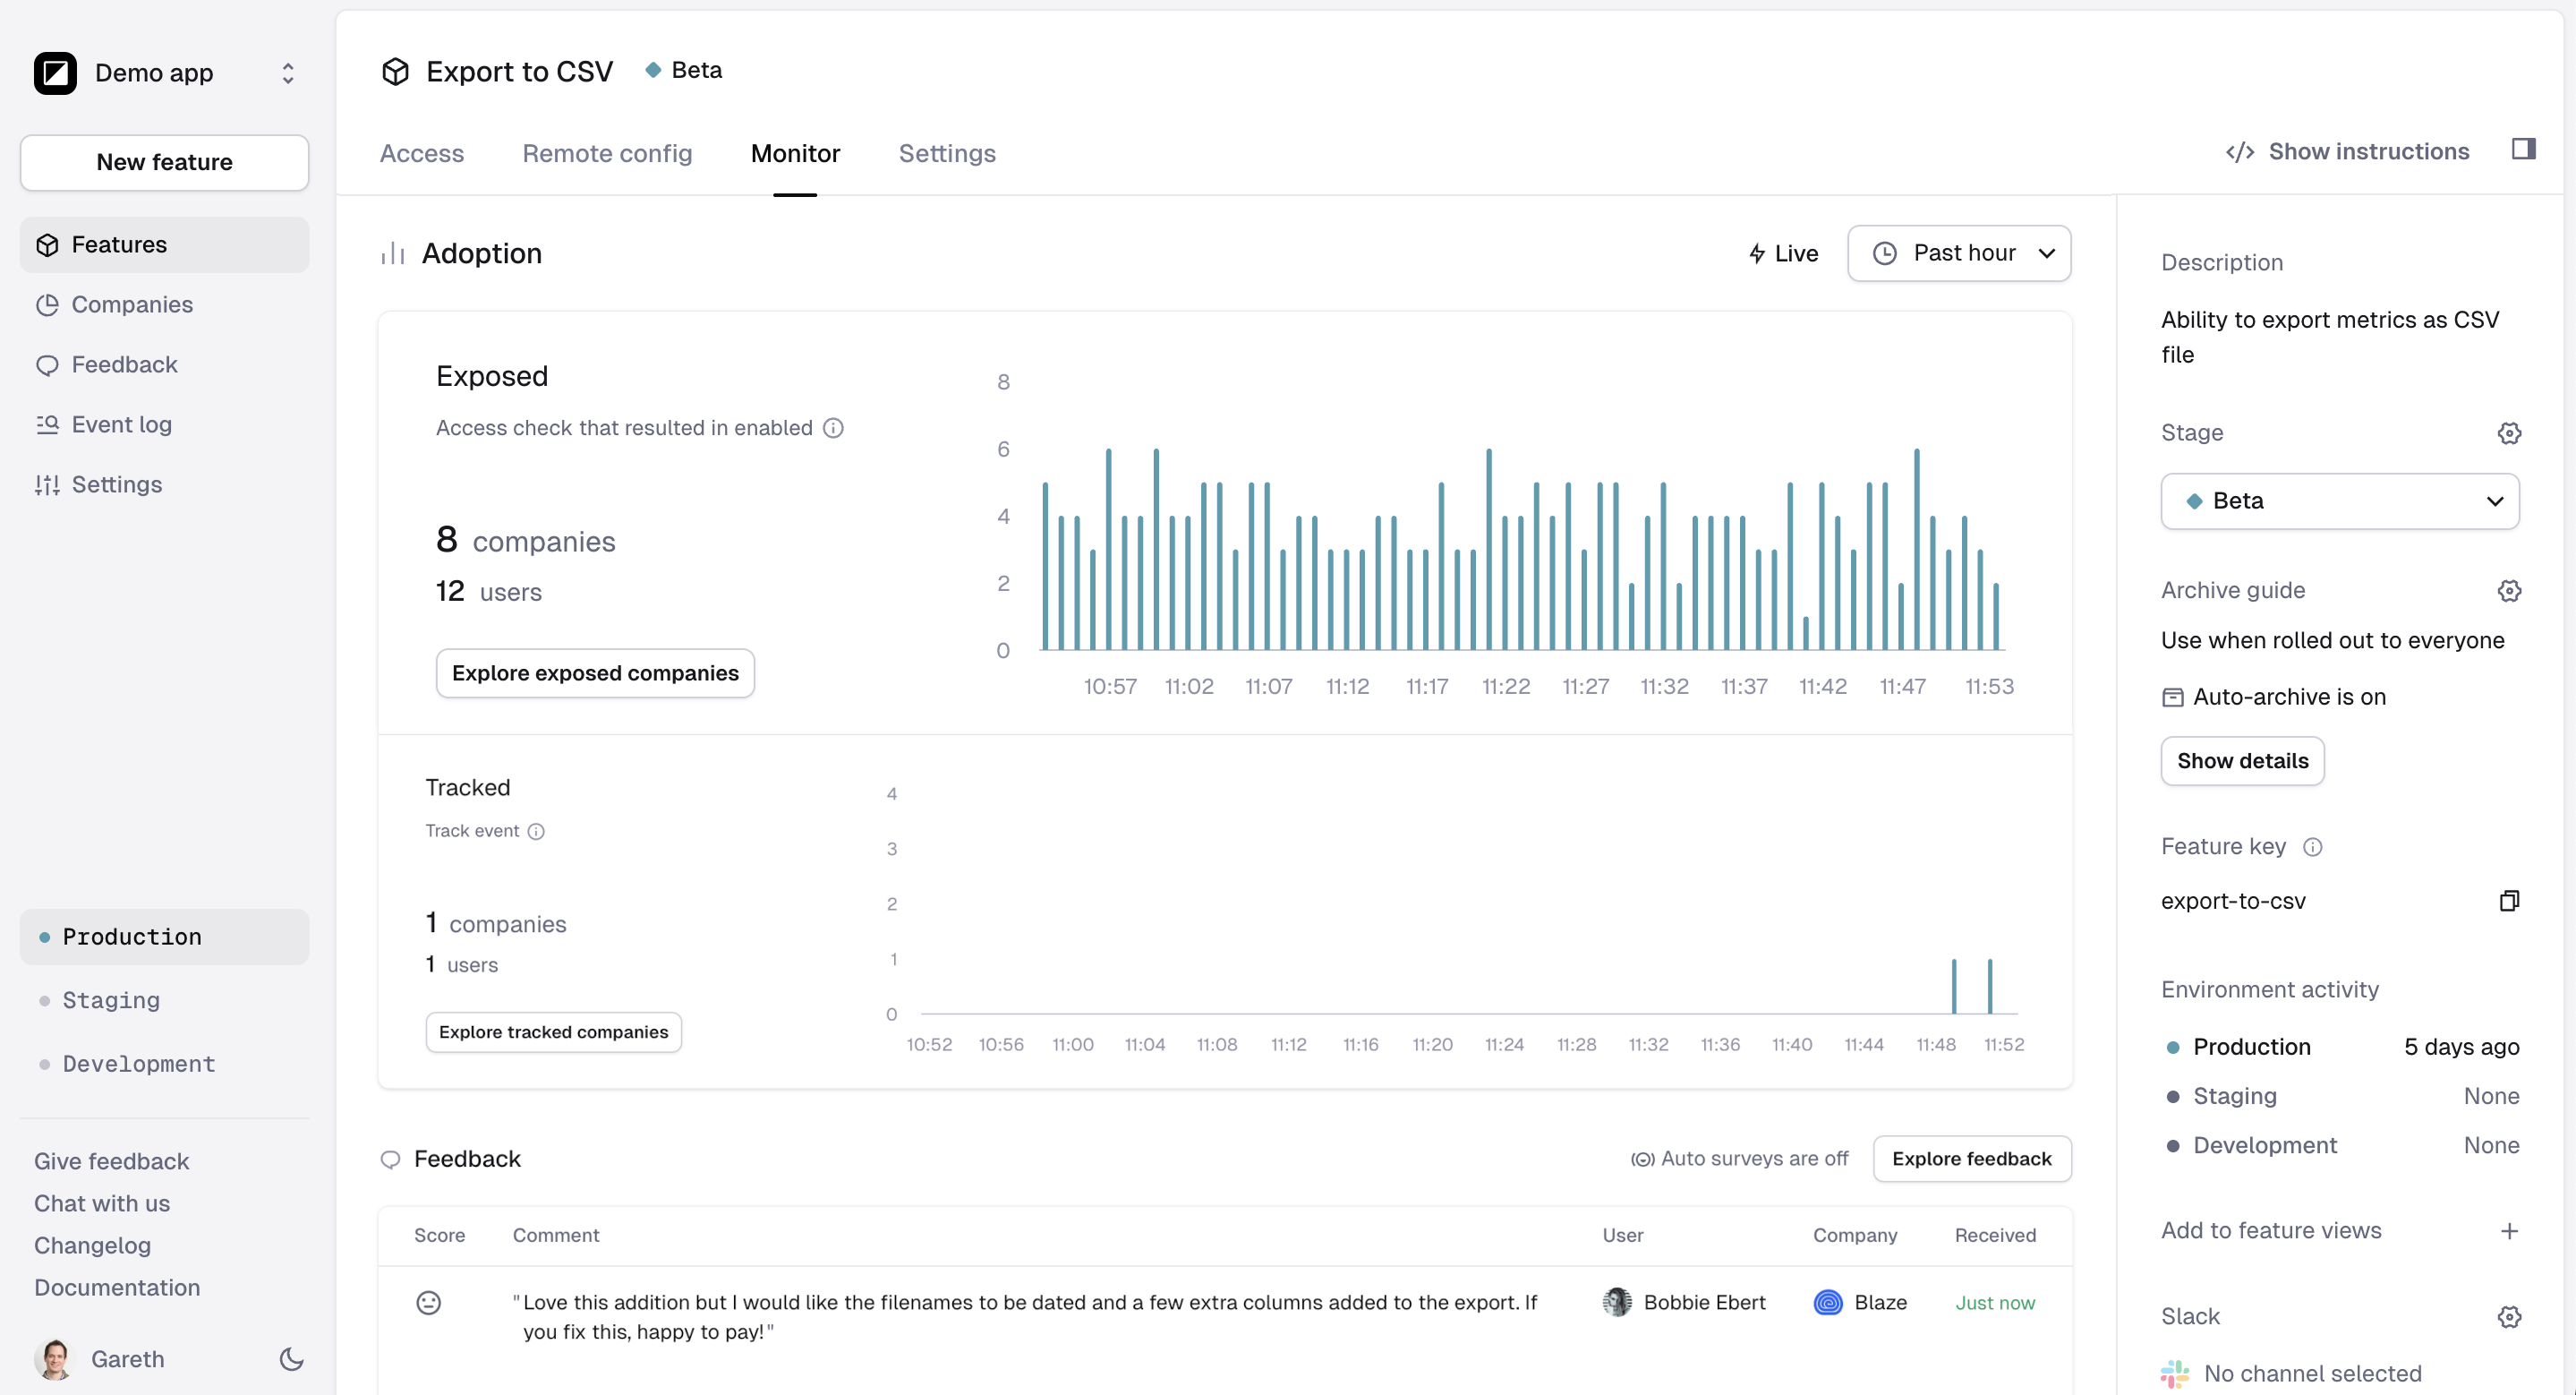 Demo app
New feature
Features
Companies
Feedback
Event log
Settings
Production
Staging
Development
Give feedback
Chat with us
Changelog
Documentation
Gareth
Export to CSV
Beta
Access
Remote config
Monitor
Settings
</> Show instructions
Adoption
Live
Past hour
Exposed
Access check that resulted in enabled
8 companies
12 users
Explore exposed companies
8
6
4
2
0
10:57 11:02 11:07 11:12 11:17 11:22 11:27 11:32 11:37 11:42 11:47 11:53
Tracked
Track event
1 companies
1 users
Explore tracked companies
4
3
2
1
0
10:52 10:56 11:00 11:04 11:08 11:12 11:16 11:20 11:24 11:28 11:32 11:36 11:40 11:44 11:48 11:52
Feedback
Auto surveys are off
Explore feedback
Score Comment User Company Received
"Love this addition but I would like the filenames to be dated and a few extra columns added to the export. If
you fix this, happy to pay!"
Bobbie Ebert
Blaze
Just now
Description
Ability to export metrics as CSV
file
Stage
Beta
Archive guide
Use when rolled out to everyone
Auto-archive is on
Show details
Feature key
export-to-csv
Environment activity
Production 5 days ago
Staging None
Development None
Add to feature views
Slack
No channel selected